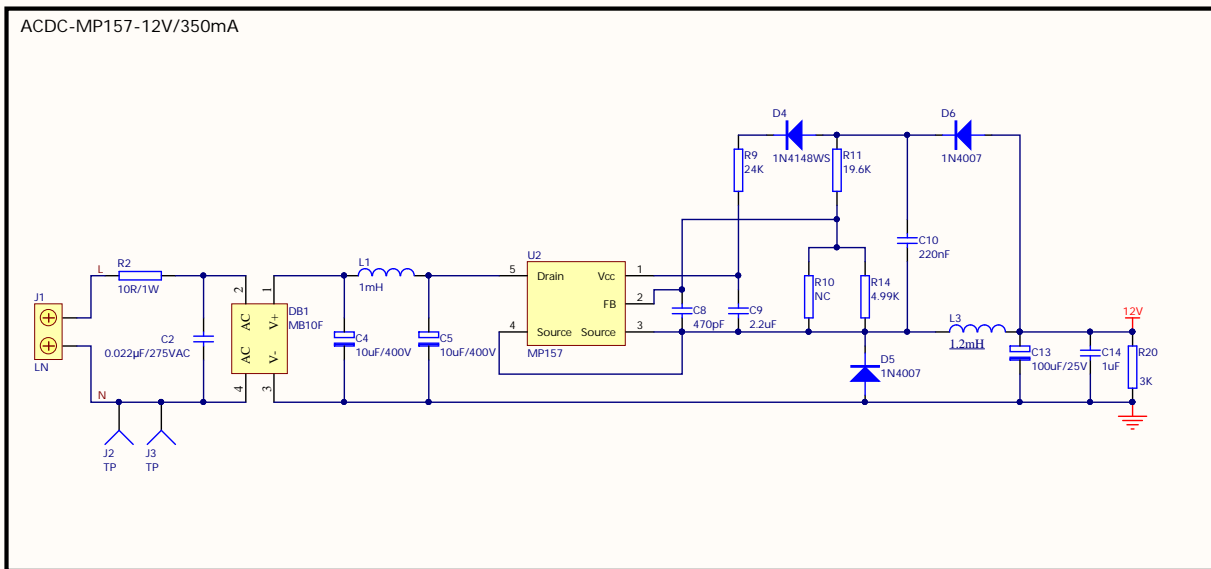 ACDC-MP157-12V/350mA
D4
1N4148WS
D6
1N4007
R9
24K
R11
19.6K
C10
220nF
U2
5
Drain
Vcc
1
FB
2
4
Source
Source
3
MP157
L
R2
10R/1W
L1
1mH
J1
LN
N
C2
0.022µF/275VAC
2
1
AC
V+
AC
V-
4
3
DB1
MB10F
C4
10uF/400V
C5
10uF/400V
C8
470pF
C9
2.2uF
R10
NC
R14
4.99K
D5
1N4007
L3
1.2mH
12V
C13
100uF/25V
C14
1uF
R20
3K
J2
TP
J3
TP